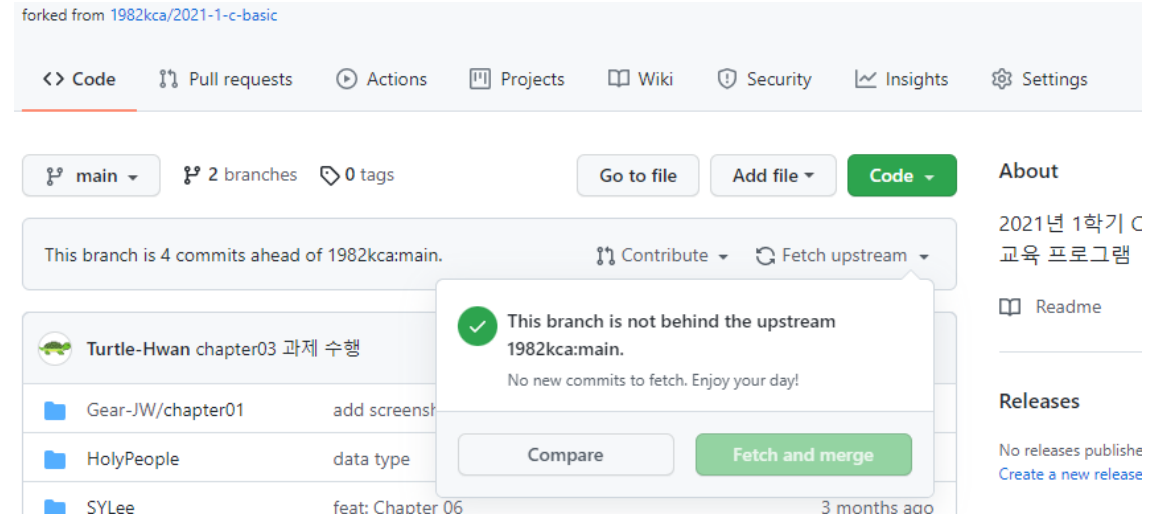 forked from 1982kca/2021-1-c-basic
Code Pull requests Actions Projects Wiki Security Insights Settings
main 2 branches 0 tags Go to file Add file Code
This branch is 4 commits ahead of 1982kca:main. Contribute Fetch upstream
This branch is not behind the upstream
1982kca:main.
No new commits to fetch. Enjoy your day!
Compare Fetch and merge
Turtle-Hwan chapter03 과제 수행
Gear-JW/chapter01 add screensh
HolyPeople data type
SYLee feat: Chapter 06 3 months ago
About
2021년 1학기 C
교육 프로그램
Readme
Releases
No releases publishe
Create a new release